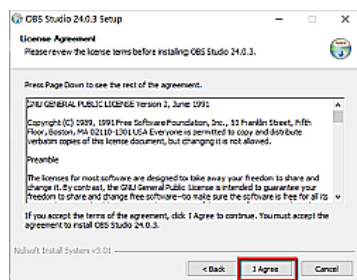 OBS Studio 24.0.3 Setup
License Agreement
Please review the license terms before installing OBS Studio 24.0.3.
Press Page Down to see the rest of the agreement.
GNU GENERAL PUBLIC LICENSE Version 2, June 1991
Copyright (C) 1989, 1991 Free Software Foundation, Inc., 51 Franklin Street, Fifth
Floor, Boston, MA 02110-1301 USA Everyone is permitted to copy and distribute
verbatim copies of this license document, but changing it is not allowed.
Preamble
The licenses for most software are designed to take away your freedom to share and
change it. By contrast, the GNU General Public License is intended to guarantee your
freedom to share and change free software--to make sure the software is free for all its
If you accept the terms of the agreement, click I Agree to continue. You must accept the
agreement to install OBS Studio 24.0.3.
Nullsoft Install System v3.01
< Back
I Agree
Cancel